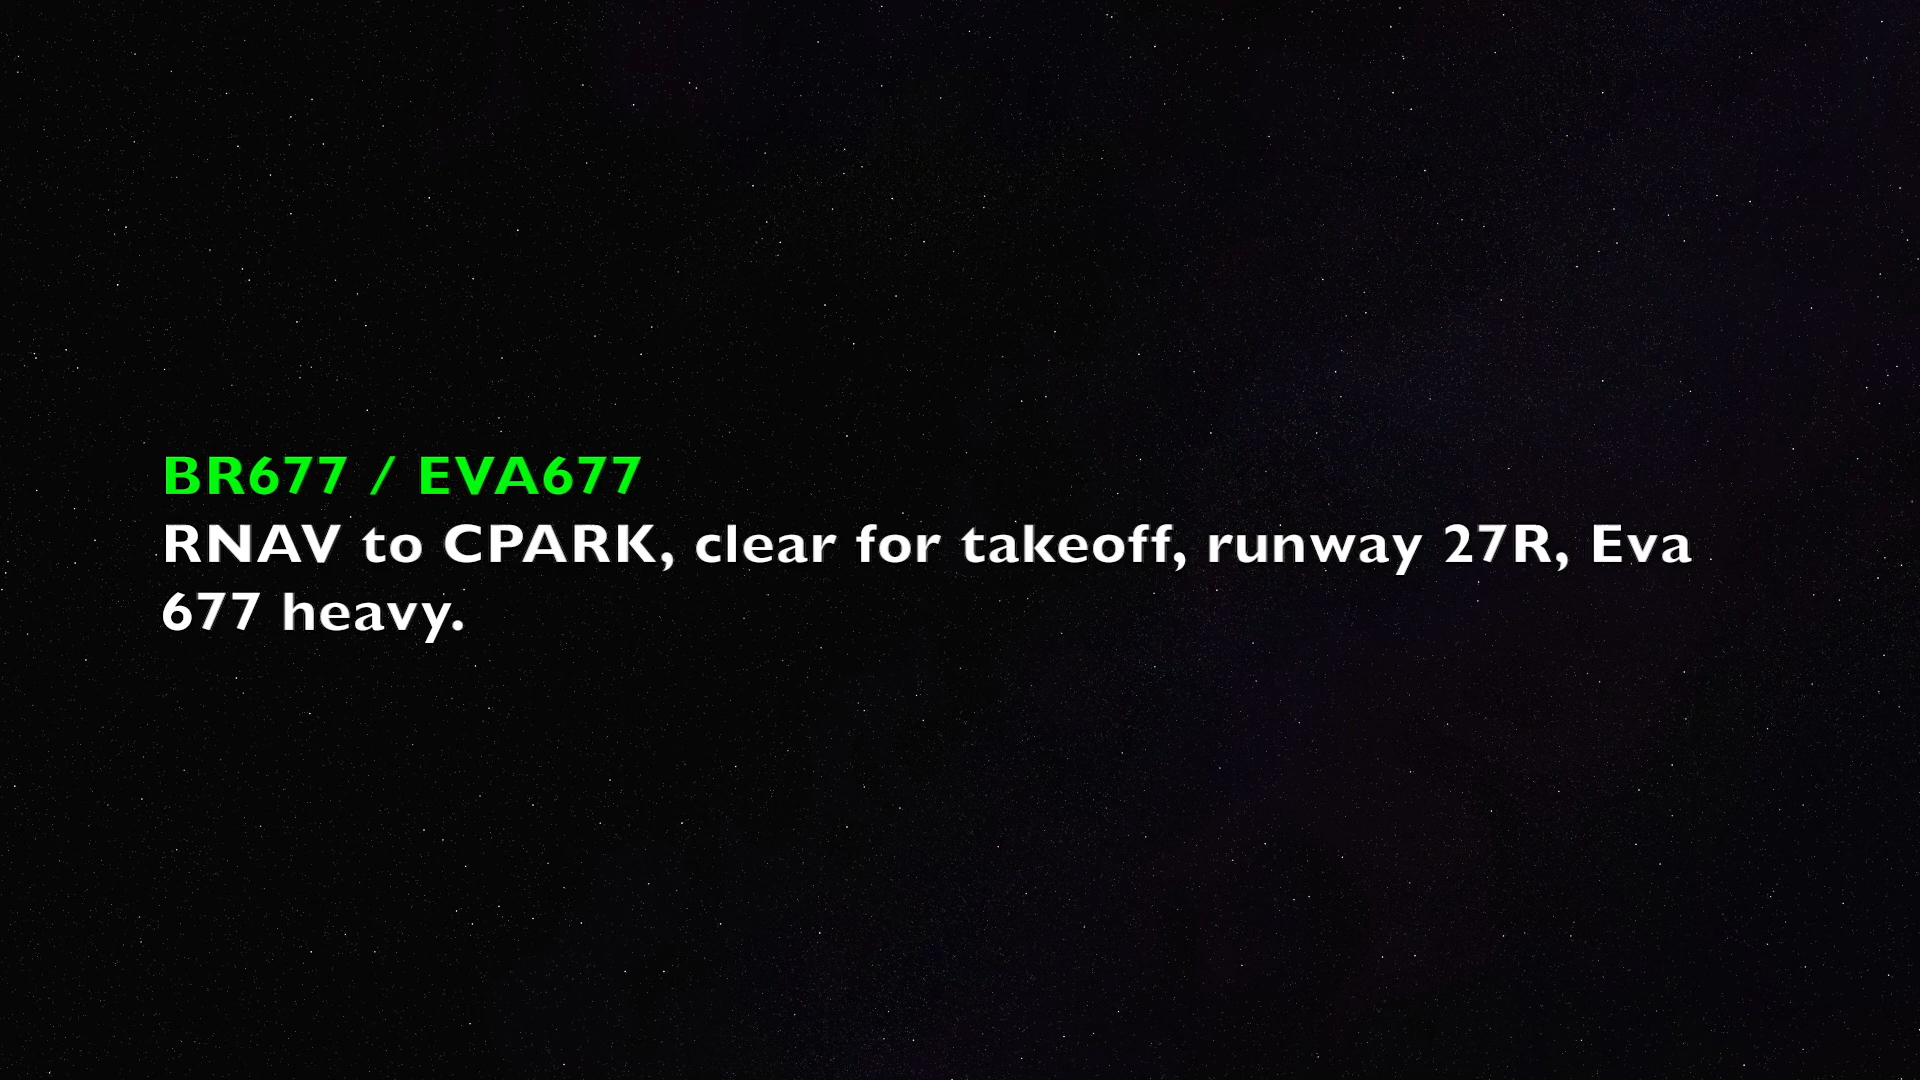 BR677 / EVA677
RNAV to CPARK, clear for takeoff, runway 27R, Eva
677 heavy.